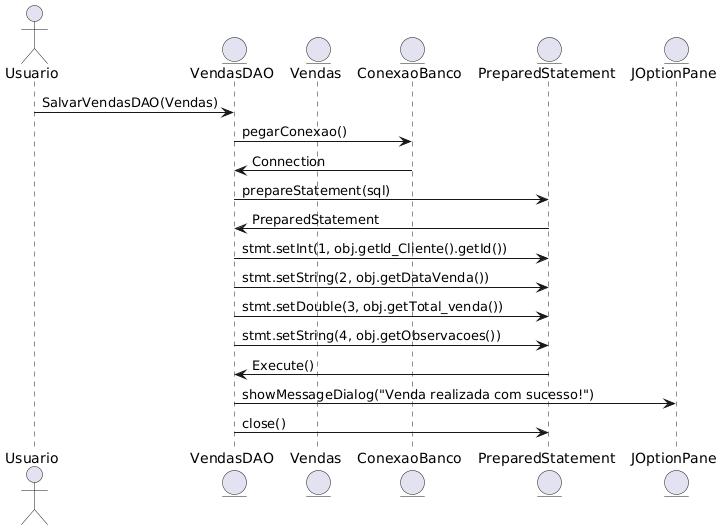 Usuario
VendasDAO
Vendas
ConexaoBanco
PreparedStatement
JOptionPane
SalvarVendasDAO(Vendas)
pegarConexao()
Connection
prepareStatement(sql)
PreparedStatement
stmt.setInt(1, obj.getId_Cliente().getId())
stmt.setString(2, obj.getDataVenda())
stmt.setDouble(3, obj.getTotal_venda())
stmt.setString(4, obj.getObservacoes())
Execute()
showMessageDialog("Venda realizada com sucesso!")
close()
Usuario
VendasDAO
Vendas
ConexaoBanco
PreparedStatement
JOptionPane